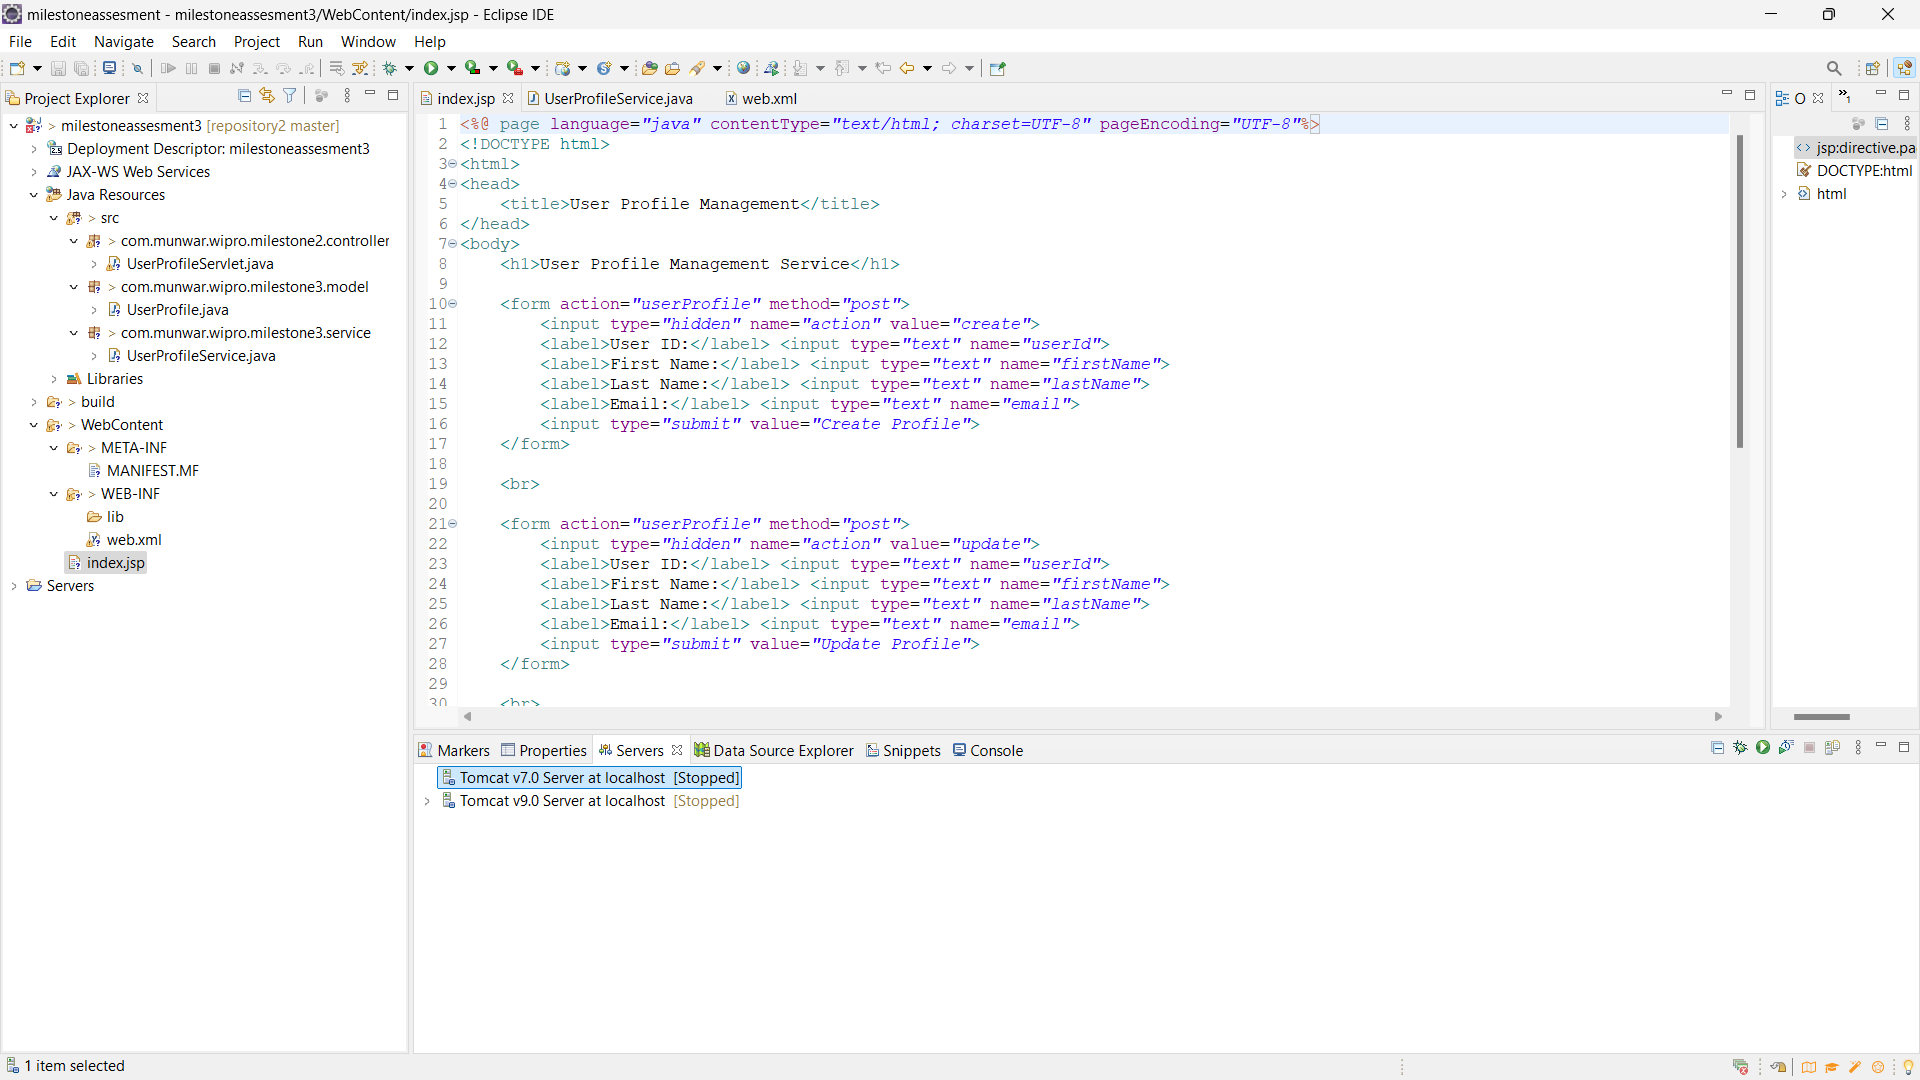 milestoneassesment - milestoneassesment3/WebContent/index.jsp - Eclipse IDE
File Edit Navigate Search Project Run Window Help
Project Explorer
> milestoneassesment3 [repository2 master]
Deployment Descriptor: milestoneassesment3
JAX-WS Web Services
Java Resources
> src
> com.munwar.wipro.milestone2.controller
UserProfileServlet.java
> com.munwar.wipro.milestone3.model
UserProfile.java
> com.munwar.wipro.milestone3.service
UserProfileService.java
Libraries
> build
> WebContent
> META-INF
MANIFEST.MF
> WEB-INF
lib
web.xml
index.jsp
Servers
index.jsp UserProfileService.java web.xml
1 <%@ page language="java" contentType="text/html; charset=UTF-8" pageEncoding="UTF-8"%>
2 <!DOCTYPE html>
3 <html>
4 <head>
5 <title>User Profile Management</title>
6 </head>
7 <body>
8 <h1>User Profile Management Service</h1>
9
10 <form action="userProfile" method="post">
11 <input type="hidden" name="action" value="create">
12 <label>User ID:</label> <input type="text" name="userId">
13 <label>First Name:</label> <input type="text" name="firstName">
14 <label>Last Name:</label> <input type="text" name="lastName">
15 <label>Email:</label> <input type="text" name="email">
16 <input type="submit" value="Create Profile">
17 </form>
18
19 <br>
20
21 <form action="userProfile" method="post">
22 <input type="hidden" name="action" value="update">
23 <label>User ID:</label> <input type="text" name="userId">
24 <label>First Name:</label> <input type="text" name="firstName">
25 <label>Last Name:</label> <input type="text" name="lastName">
26 <label>Email:</label> <input type="text" name="email">
27 <input type="submit" value="Update Profile">
28 </form>
29
30 <br>
O »1
jsp:directive.pa
DOCTYPE:html
html
Markers Properties Servers Data Source Explorer Snippets Console
Tomcat v7.0 Server at localhost [Stopped]
Tomcat v9.0 Server at localhost [Stopped]
1 item selected